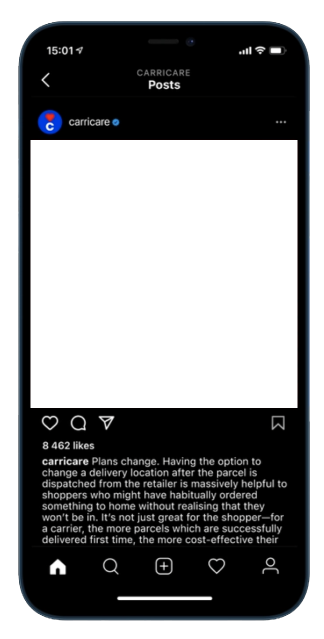 15:01
CARRICARE
Posts
c
carricare
8 462 likes
carricare Plans change. Having the option to
change a delivery location after the parcel is
dispatched from the retailer is massively helpful to
shoppers who might have habitually ordered
something to home without realising that they
won't be in. It's not just great for the shopper—for
a carrier, the more parcels which are successfully
delivered first time, the more cost-effective their